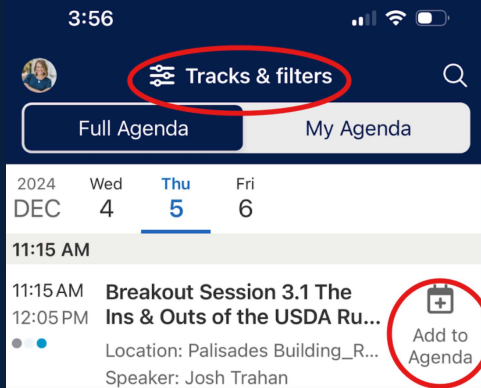 3:56
Tracks & filters
Full Agenda
My Agenda
2024 Wed Thu Fri
DEC 4 5 6
11:15 AM
11:15 AM Breakout Session 3.1 The
12:05 PM Ins & Outs of the USDA Ru...
Add to
Agenda
Location: Palisades Building_R...
Speaker: Josh Trahan